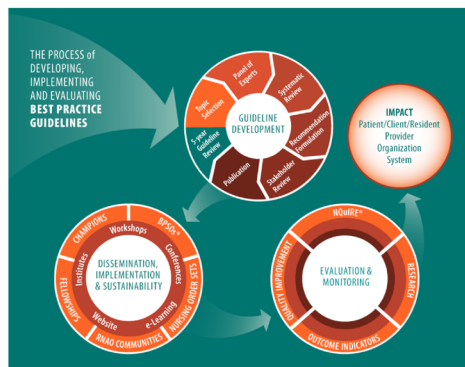 THE PROCESS of
DEVELOPING,
IMPLEMENTING
AND EVALUATING
BEST PRACTICE
GUIDELINES
Topic
Selection
Panel of
Experts
Systematic
Review
Recommendation
Formulation
Stakeholder
Review
Publication
5-year
Guideline
Review
GUIDELINE
DEVELOPMENT
IMPACT
Patient/Client/Resident
Provider
Organization
System
CHAMPIONS
BPSOs®
NURSING ORDER SETS
RNAO COMMUNITIES
FELLOWSHIPS
Workshops
Conferences
e-Learning
Website
Institutes
DISSEMINATION,
IMPLEMENTATION
& SUSTAINABILITY
NQuIRE®
RESEARCH
OUTCOME INDICATORS
QUALITY IMPROVEMENT
EVALUATION &
MONITORING